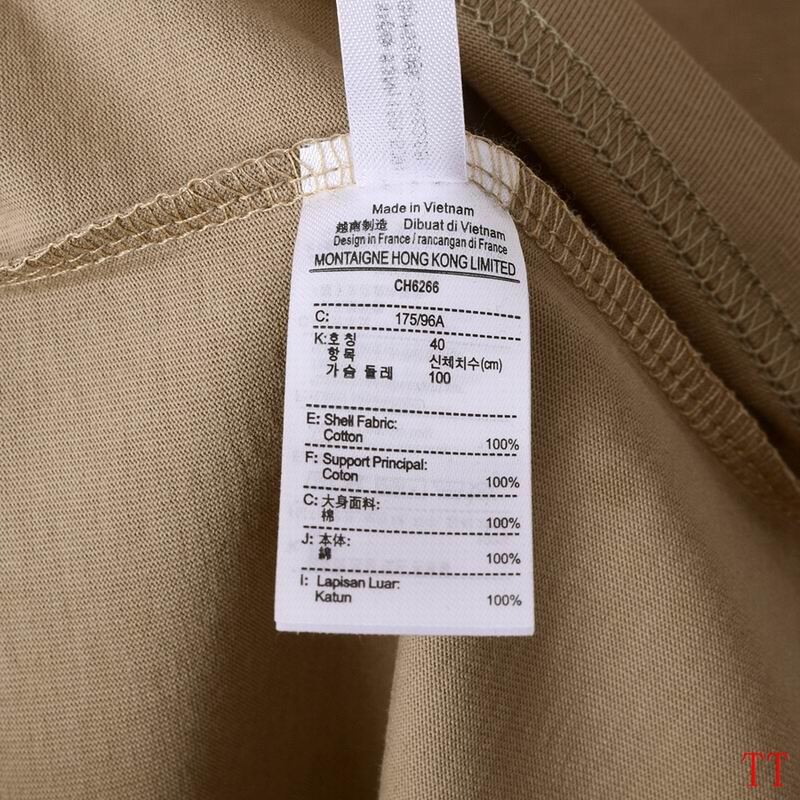 Made in Vietnam
越南制造 Dibuat di Vietnam
Design in France / rancangan di France
MONTAIGNE HONG KONG LIMITED
CH6266
C: 175/96A
K:호칭 40
항목 신체치수(cm)
가슴 둘레 100
E: Shell Fabric:
Cotton 100%
F: Support Principal:
Coton 100%
C: 大身面料:
棉 100%
J: 本体:
綿 100%
I: Lapisan Luar:
Katun 100%
TT